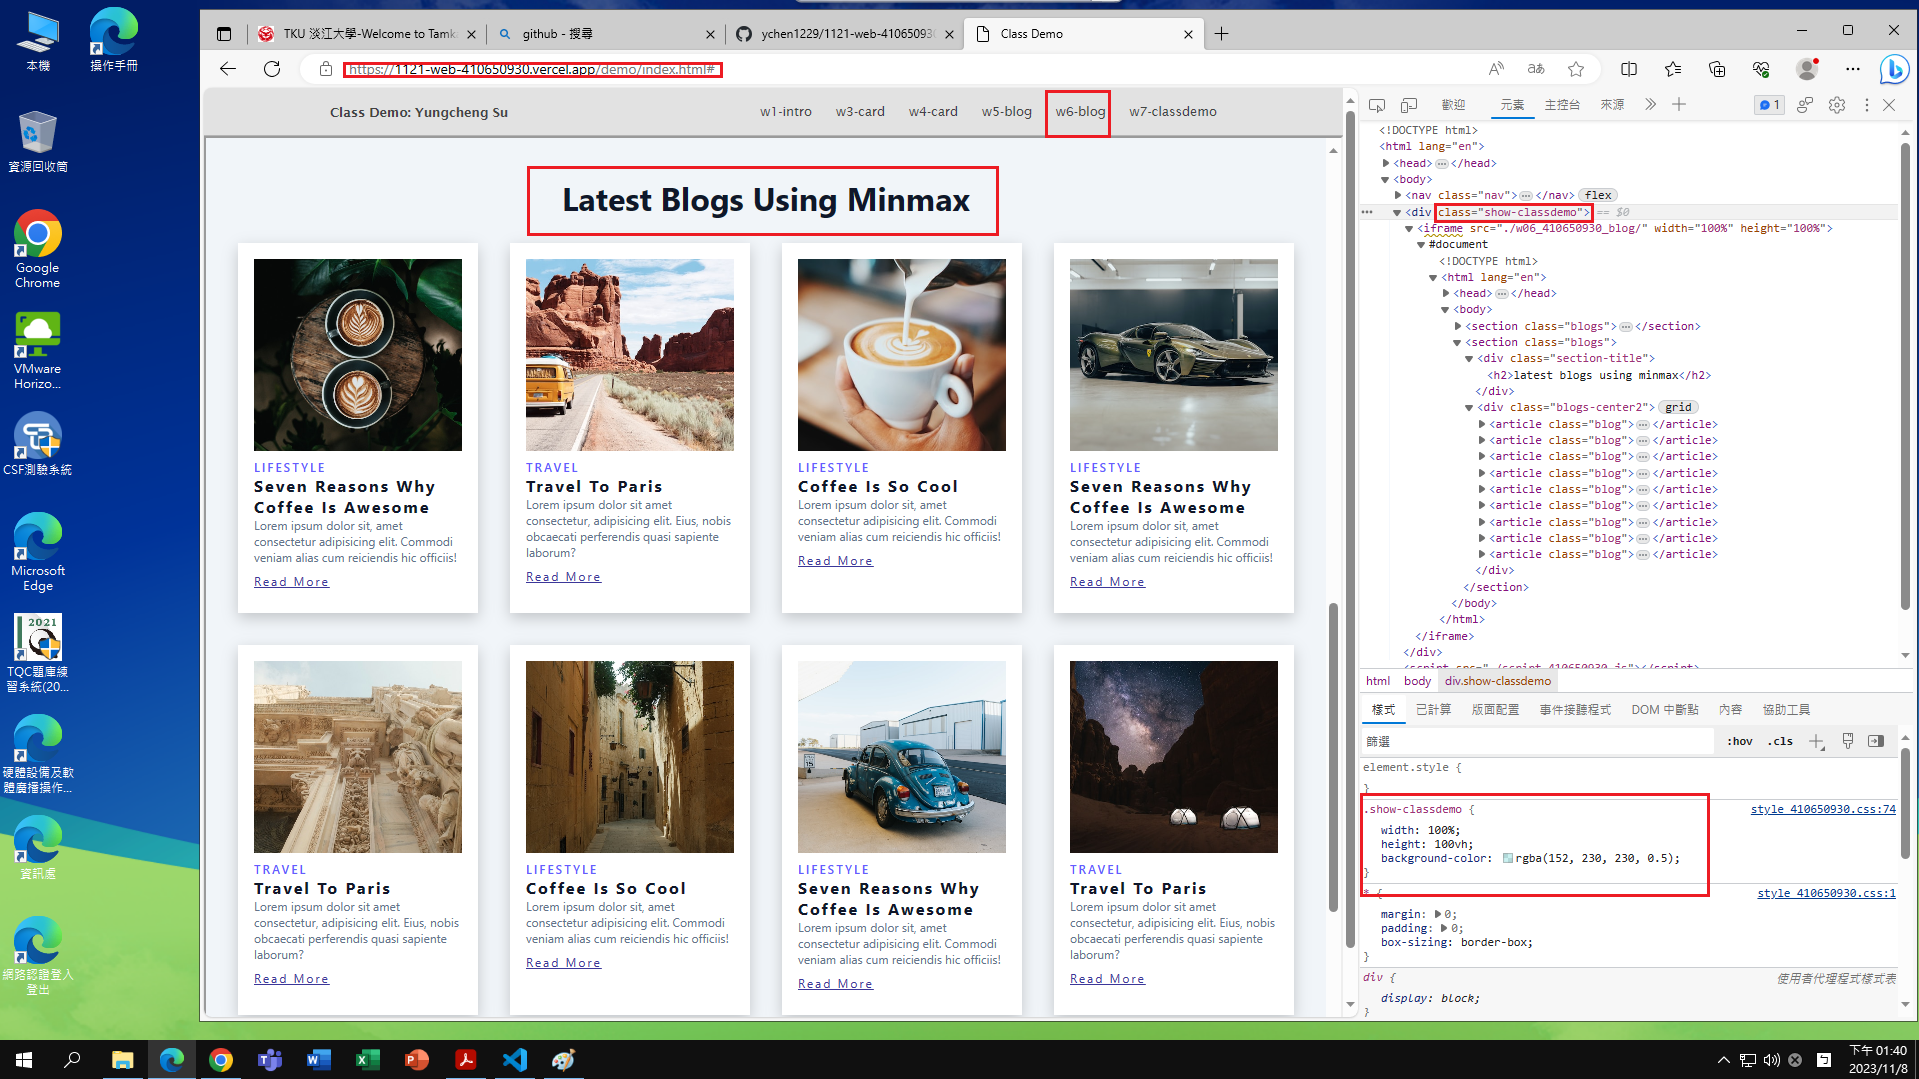 本機
操作手冊
資源回收筒
Google
Chrome
VMware
Horizo...
CSF測驗系統
Microsoft
Edge
2021
TQC題庫練
習系統(20...
硬體設備及軟
體廣播操作...
資訊處
網路認證登入
登出
TKU 淡江大學-Welcome to Tamk
github - 搜尋
ychen1229/1121-web-410650930
Class Demo
https://1121-web-410650930.vercel.app/demo/index.html#
Class Demo: Yungcheng Su
w1-intro
w3-card
w4-card
w5-blog
w6-blog
w7-classdemo
Latest Blogs Using Minmax
LIFESTYLE
Seven Reasons Why
Coffee Is Awesome
Lorem ipsum dolor sit, amet
consectetur adipisicing elit. Commodi
veniam alias cum reiciendis hic officiis!
Read More
TRAVEL
Travel To Paris
Lorem ipsum dolor sit amet
consectetur, adipisicing elit. Eius, nobis
obcaecati perferendis quasi sapiente
laborum?
Read More
LIFESTYLE
Coffee Is So Cool
Lorem ipsum dolor sit, amet
consectetur adipisicing elit. Commodi
veniam alias cum reiciendis hic officiis!
Read More
LIFESTYLE
Seven Reasons Why
Coffee Is Awesome
Lorem ipsum dolor sit, amet
consectetur adipisicing elit. Commodi
veniam alias cum reiciendis hic officiis!
Read More
TRAVEL
Travel To Paris
Lorem ipsum dolor sit amet
consectetur, adipisicing elit. Eius, nobis
obcaecati perferendis quasi sapiente
laborum?
Read More
LIFESTYLE
Coffee Is So Cool
Lorem ipsum dolor sit, amet
consectetur adipisicing elit. Commodi
veniam alias cum reiciendis hic officiis!
Read More
LIFESTYLE
Seven Reasons Why
Coffee Is Awesome
Lorem ipsum dolor sit, amet
consectetur adipisicing elit. Commodi
veniam alias cum reiciendis hic officiis!
Read More
TRAVEL
Travel To Paris
Lorem ipsum dolor sit amet
consectetur, adipisicing elit. Eius, nobis
obcaecati perferendis quasi sapiente
laborum?
Read More
歡迎
元素
主控台
來源
1
<!DOCTYPE html>
<html lang="en">
<head>…</head>
<body>
<nav class="nav">…</nav> flex
<div class="show-classdemo"> == $0
<iframe src="./w06_410650930_blog/" width="100%" height="100%">
#document
<!DOCTYPE html>
<html lang="en">
<head>…</head>
<body>
<section class="blogs">…</section>
<section class="blogs">
<div class="section-title">
<h2>latest blogs using minmax</h2>
</div>
<div class="blogs-center2"> grid
<article class="blog">…</article>
<article class="blog">…</article>
<article class="blog">…</article>
<article class="blog">…</article>
<article class="blog">…</article>
<article class="blog">…</article>
<article class="blog">…</article>
<article class="blog">…</article>
<article class="blog">…</article>
</div>
</section>
</body>
</html>
</iframe>
</div>
<script src="./script_410650930.js"></script>
html body div.show-classdemo
樣式
已計算
版面配置
事件接聽程式
DOM 中斷點
內容
協助工具
篩選
:hov
.cls
element.style {
}
.show-classdemo {
style_410650930.css:74
width: 100%;
height: 100vh;
background-color: rgba(152, 230, 230, 0.5);
}
* {
style_410650930.css:1
margin: 0;
padding: 0;
box-sizing: border-box;
}
div {
使用者代理程式樣式表
display: block;
}
下午 01:40
2023/11/8